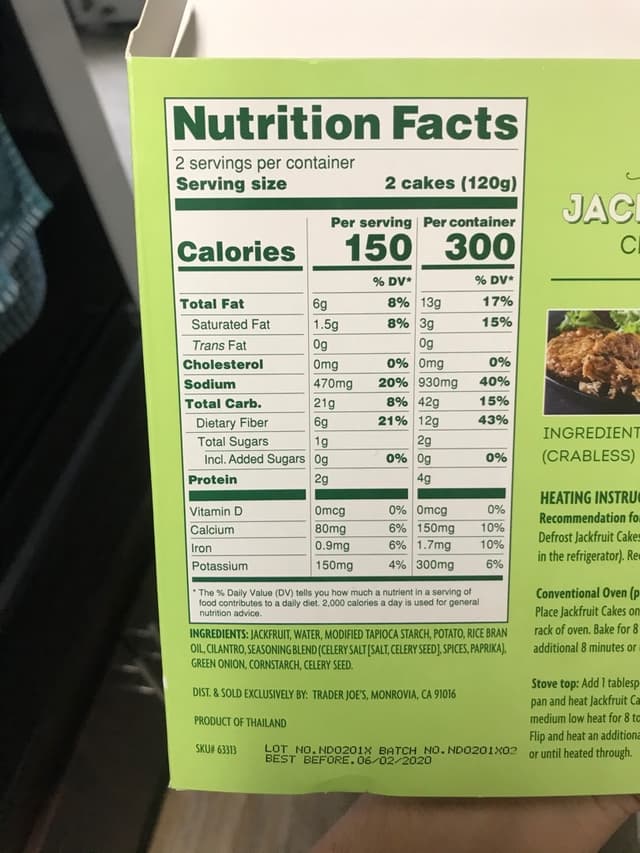 Nutrition Facts
2 servings per container
Serving size 2 cakes (120g)
Per serving Per container
Calories 150 300
% DV* % DV*
Total Fat 6g 8% 13g 17%
Saturated Fat 1.5g 8% 3g 15%
Trans Fat 0g 0g
Cholesterol 0mg 0% 0mg 0%
Sodium 470mg 20% 930mg 40%
Total Carb. 21g 8% 42g 15%
Dietary Fiber 6g 21% 12g 43%
Total Sugars 1g 2g
Incl. Added Sugars 0g 0% 0g 0%
Protein 2g 4g
Vitamin D 0mcg 0% 0mcg 0%
Calcium 80mg 6% 150mg 10%
Iron 0.9mg 6% 1.7mg 10%
Potassium 150mg 4% 300mg 6%
* The % Daily Value (DV) tells you how much a nutrient in a serving of
food contributes to a daily diet. 2,000 calories a day is used for general
nutrition advice.
INGREDIENTS: JACKFRUIT, WATER, MODIFIED TAPIOCA STARCH, POTATO, RICE BRAN
OIL, CILANTRO, SEASONING BLEND (CELERY SALT [SALT, CELERY SEED], SPICES, PAPRIKA),
GREEN ONION, CORNSTARCH, CELERY SEED.
DIST. & SOLD EXCLUSIVELY BY: TRADER JOE'S, MONROVIA, CA 91016
PRODUCT OF THAILAND
SKU# 63313
LOT NO.ND0201X BATCH NO.ND0201X02
BEST BEFORE.06/02/2020
JAC
C
INGREDIENT
(CRABLESS)
HEATING INSTRU
Recommendation fo
Defrost Jackfruit Cakes
in the refrigerator). Re
Conventional Oven (p
Place Jackfruit Cakes on
rack of oven. Bake for 8
additional 8 minutes or
Stove top: Add 1 tablesp
pan and heat Jackfruit Ca
medium low heat for 8 to
Flip and heat an additiona
or until heated through.